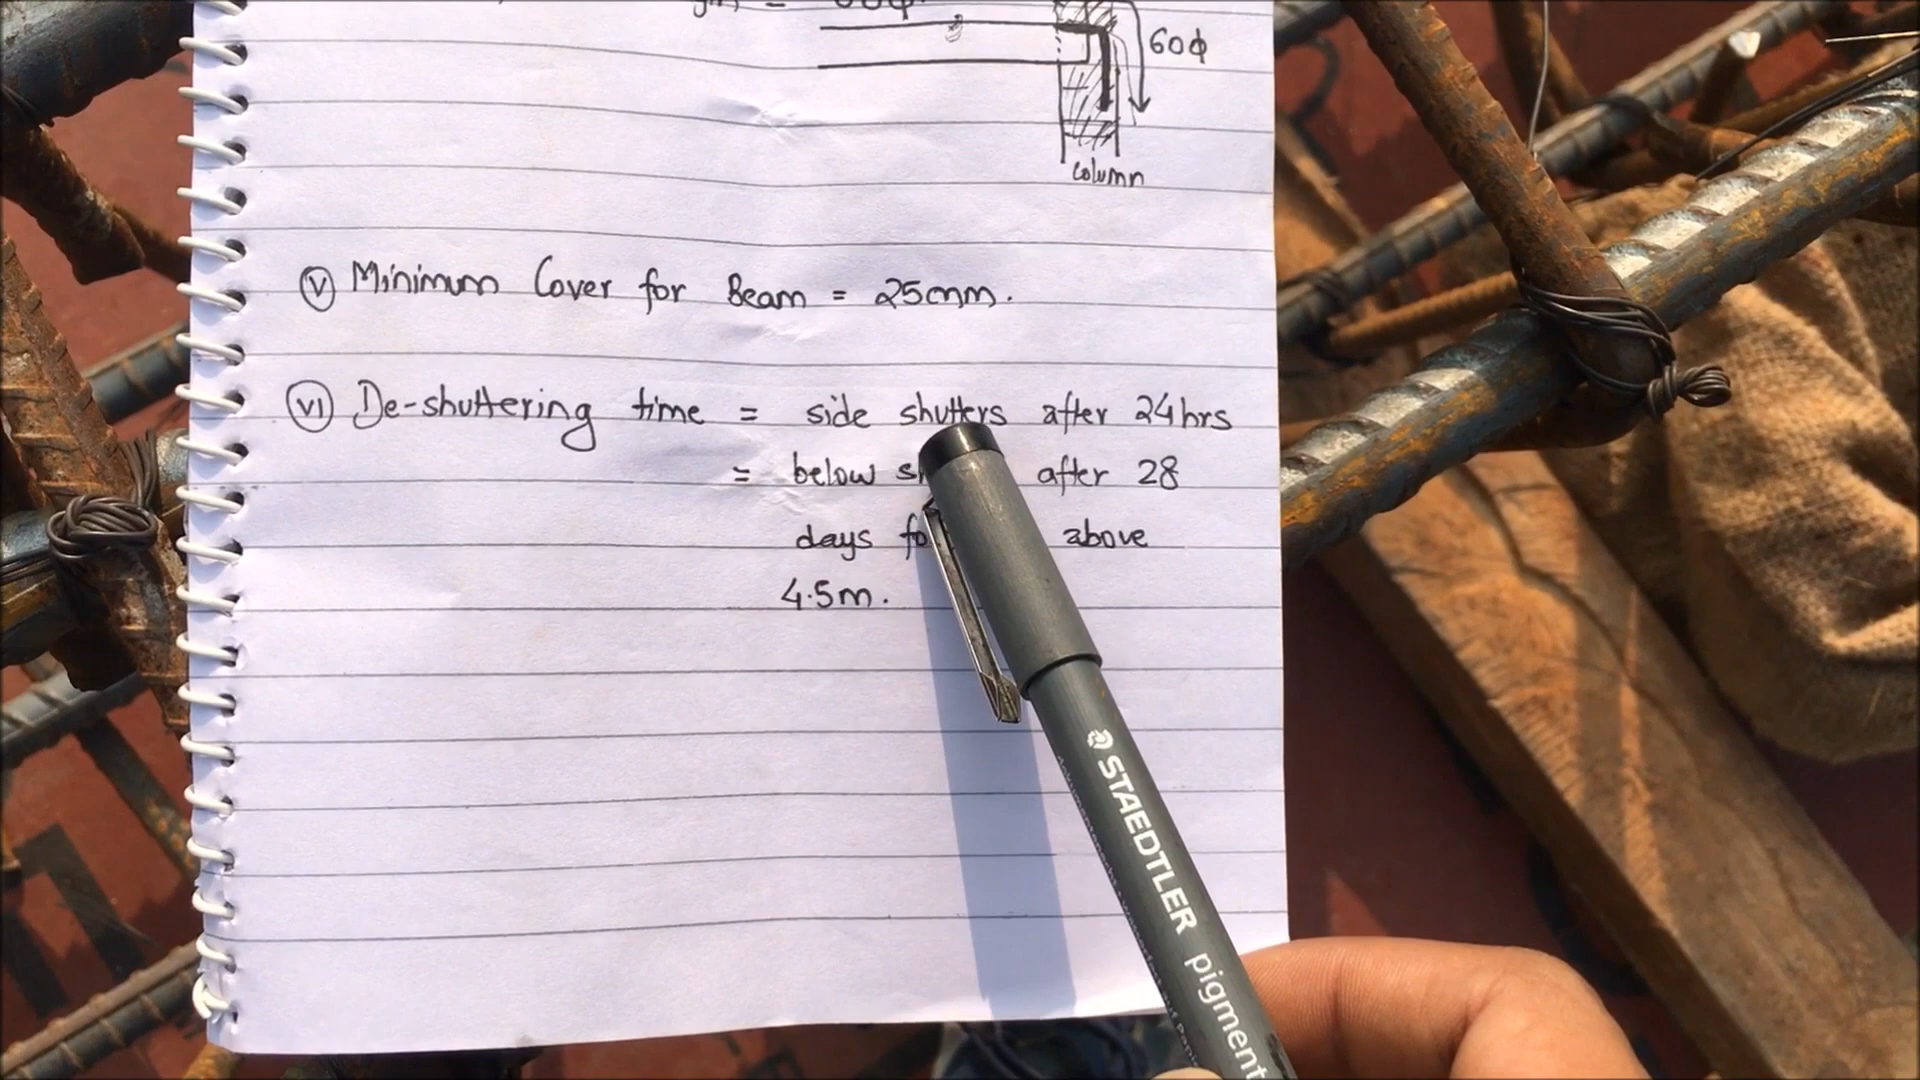 60φ
column
(v) Minimum Cover for Beam = 25mm.
(vi) De-shuttering time = side shutters after 24hrs
= below after 28
days above
4.5m.
STAEDTLER pigment